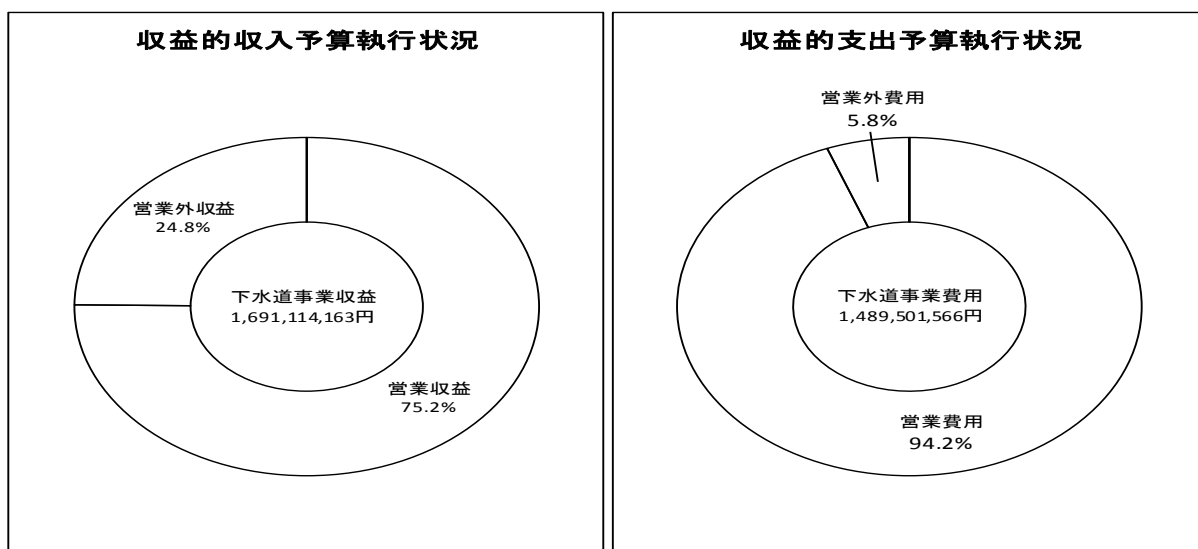 収益的収入予算執行状況
営業外収益
24.8%
下水道事業収益
1,691,114,163円
営業収益
75.2%
収益的支出予算執行状況
営業外費用
5.8%
下水道事業費用
1,489,501,566円
営業費用
94.2%